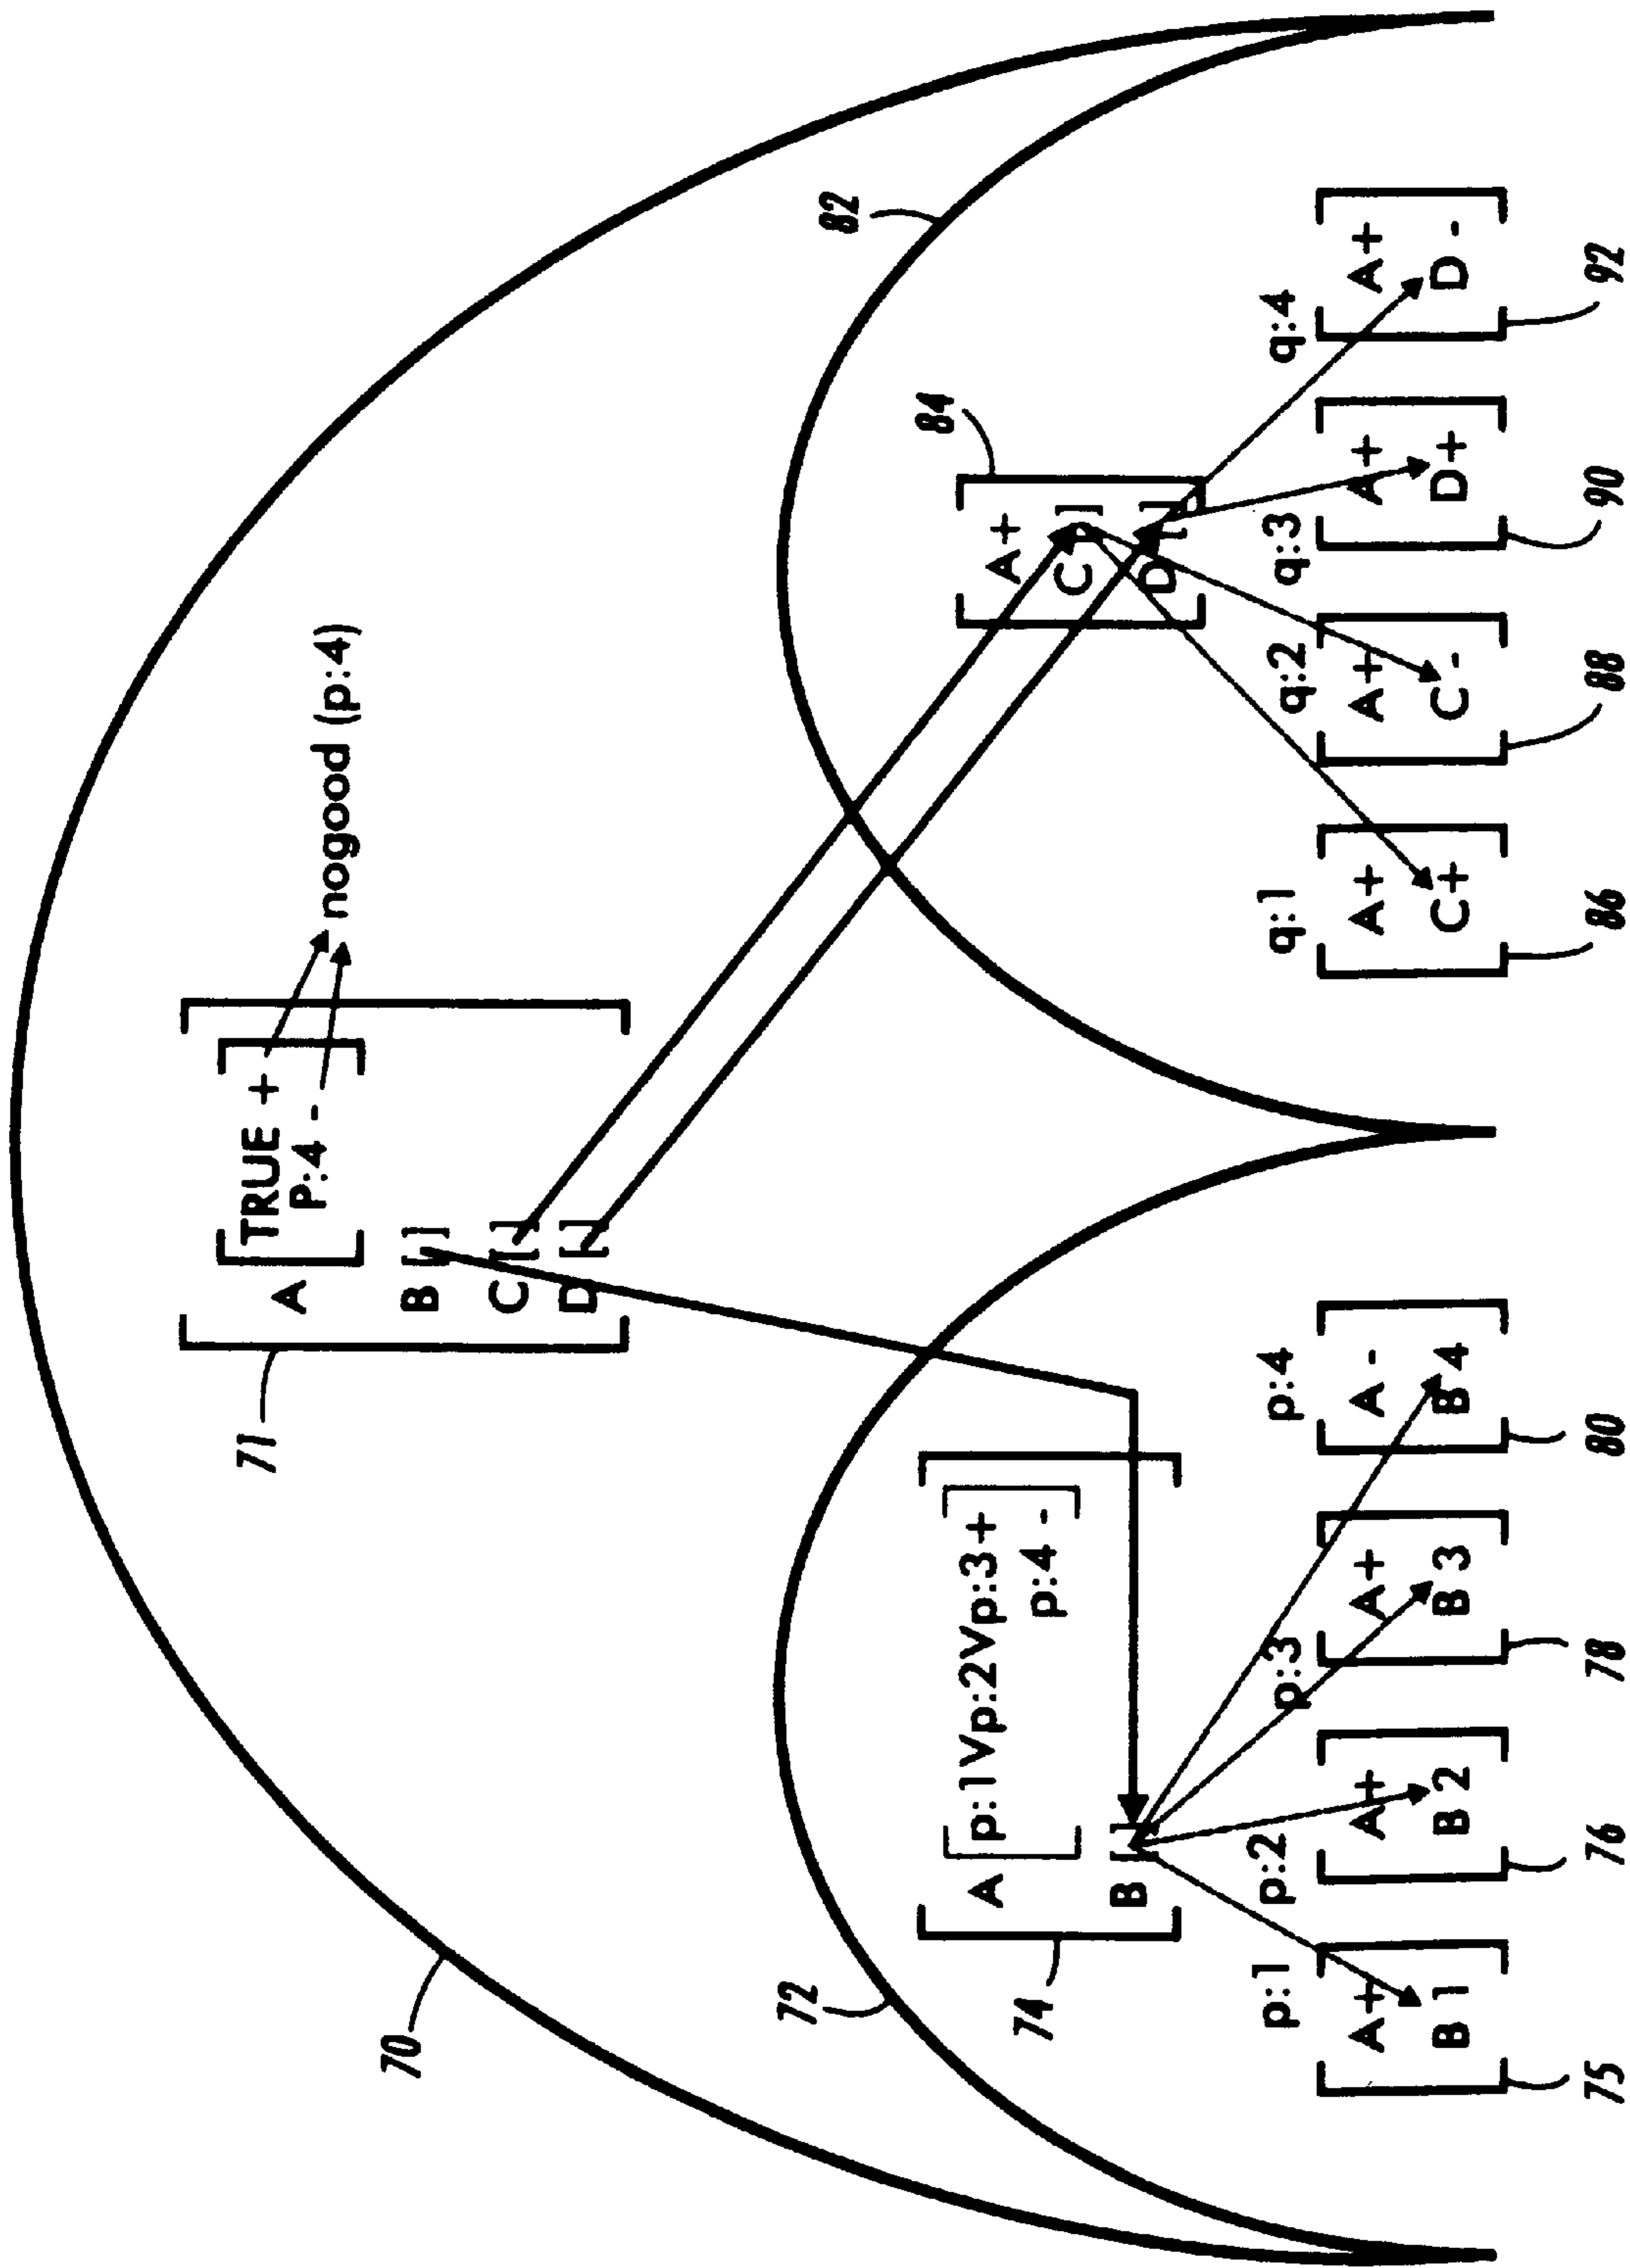 70
71
A
TRUE +
P:4 -
nogood (p:4)
B [ ]
C [ ]
D [ ]
72
74
A
p:1Vp:2Vp:3+
p:4 -
B [ ]
82
84
A +
C [ ]
D [ ]
p:1
A +
B 1
75
p:2
A +
B 2
76
p:3
A +
B 3
78
p:4
A -
B 4
80
q:1
A +
C +
86
q:2
A +
C -
88
q:3
A +
D +
90
q:4
A +
D -
92